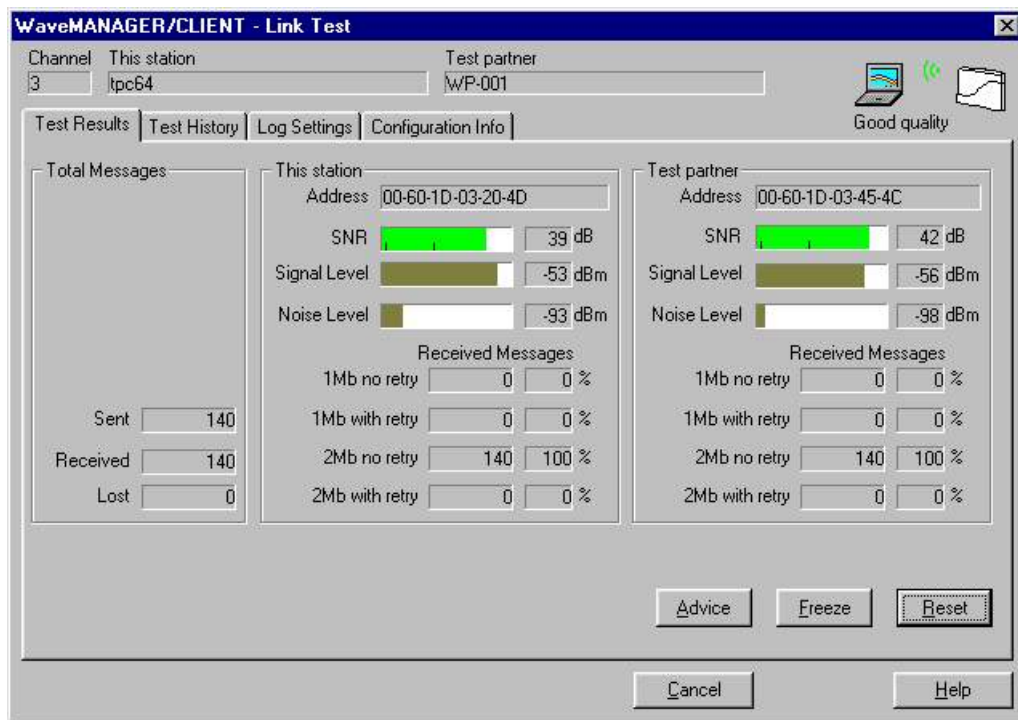 WaveMANAGER/CLIENT - Link Test
Channel This station Test partner
3 tpc64 WP-001
Good quality
Test Results Test History Log Settings Configuration Info
Total Messages
Sent 140
Received 140
Lost 0
This station
Address 00-60-1D-03-20-4D
SNR 39 dB
Signal Level -53 dBm
Noise Level -93 dBm
Received Messages
1Mb no retry 0 0 %
1Mb with retry 0 0 %
2Mb no retry 140 100 %
2Mb with retry 0 0 %
Test partner
Address 00-60-1D-03-45-4C
SNR 42 dB
Signal Level -56 dBm
Noise Level -98 dBm
Received Messages
1Mb no retry 0 0 %
1Mb with retry 0 0 %
2Mb no retry 140 100 %
2Mb with retry 0 0 %
Advice Freeze Reset
Cancel Help